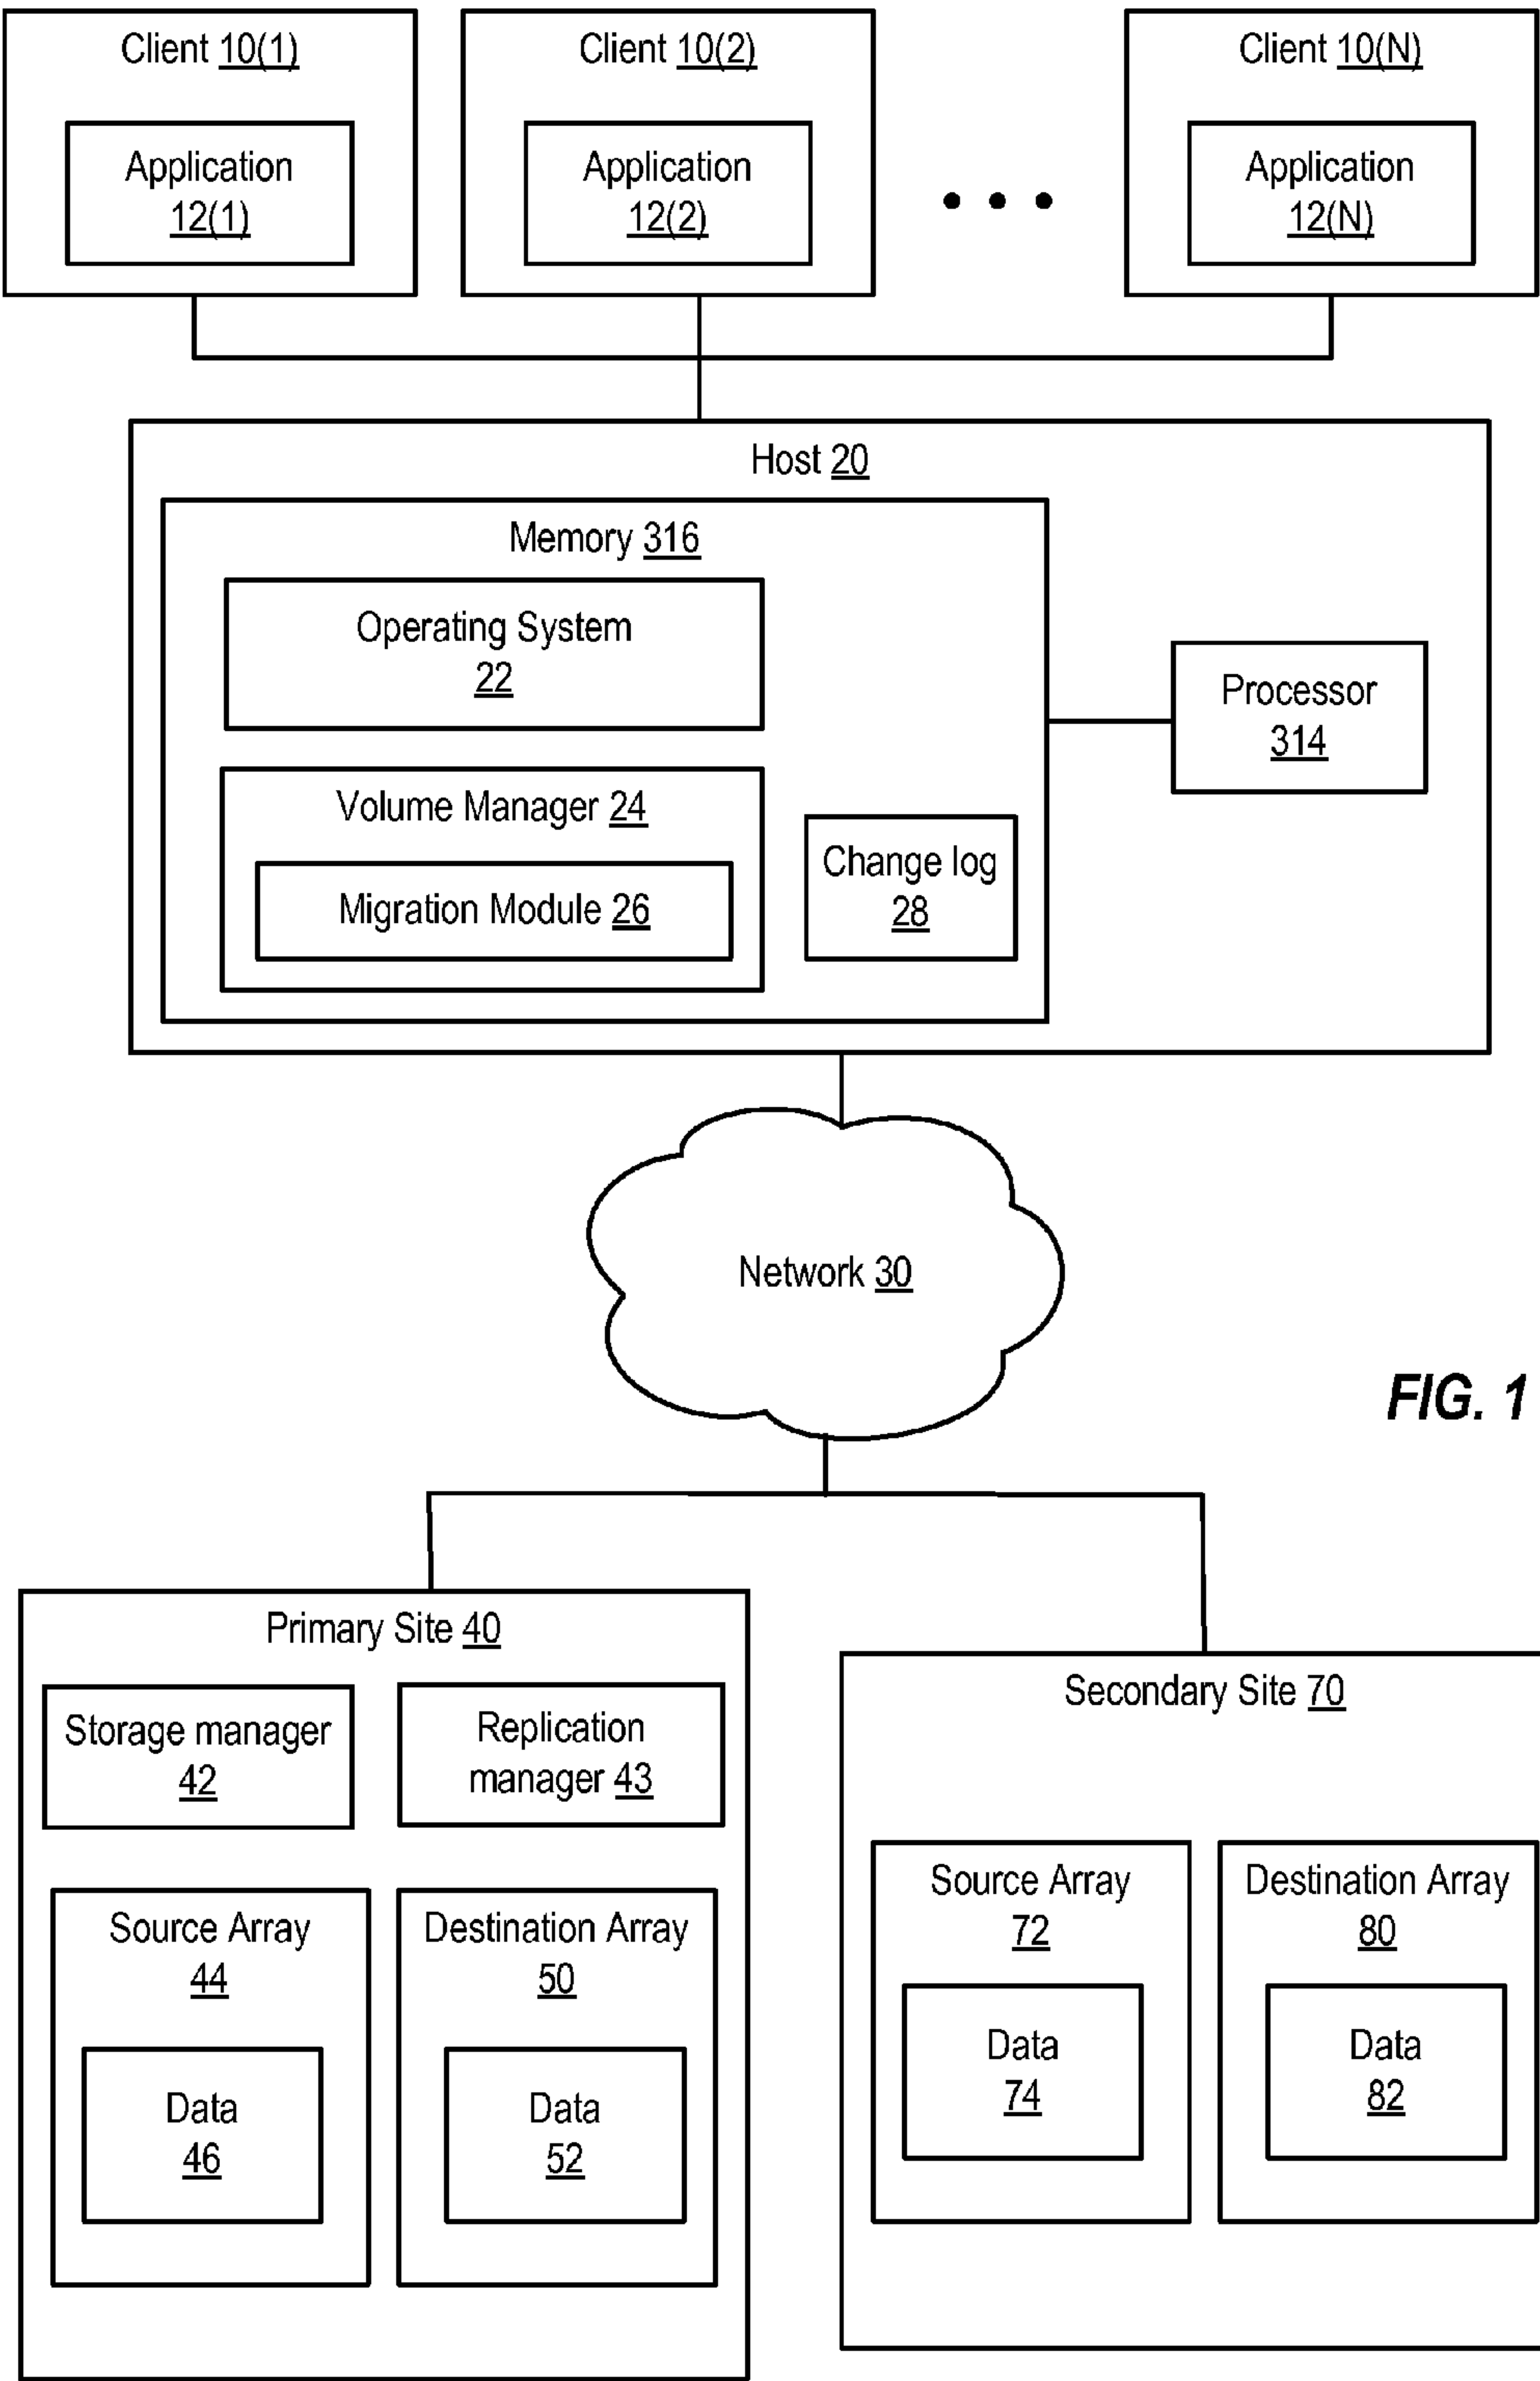 Client 10(1)
Application
12(1)
Client 10(2)
Application
12(2)
Client 10(N)
Application
12(N)
Host 20
Memory 316
Operating System
22
Volume Manager 24
Migration Module 26
Change log
28
Processor
314
Network 30
FIG. 1
Primary Site 40
Storage manager
42
Replication
manager 43
Source Array
44
Data
46
Destination Array
50
Data
52
Secondary Site 70
Source Array
72
Data
74
Destination Array
80
Data
82